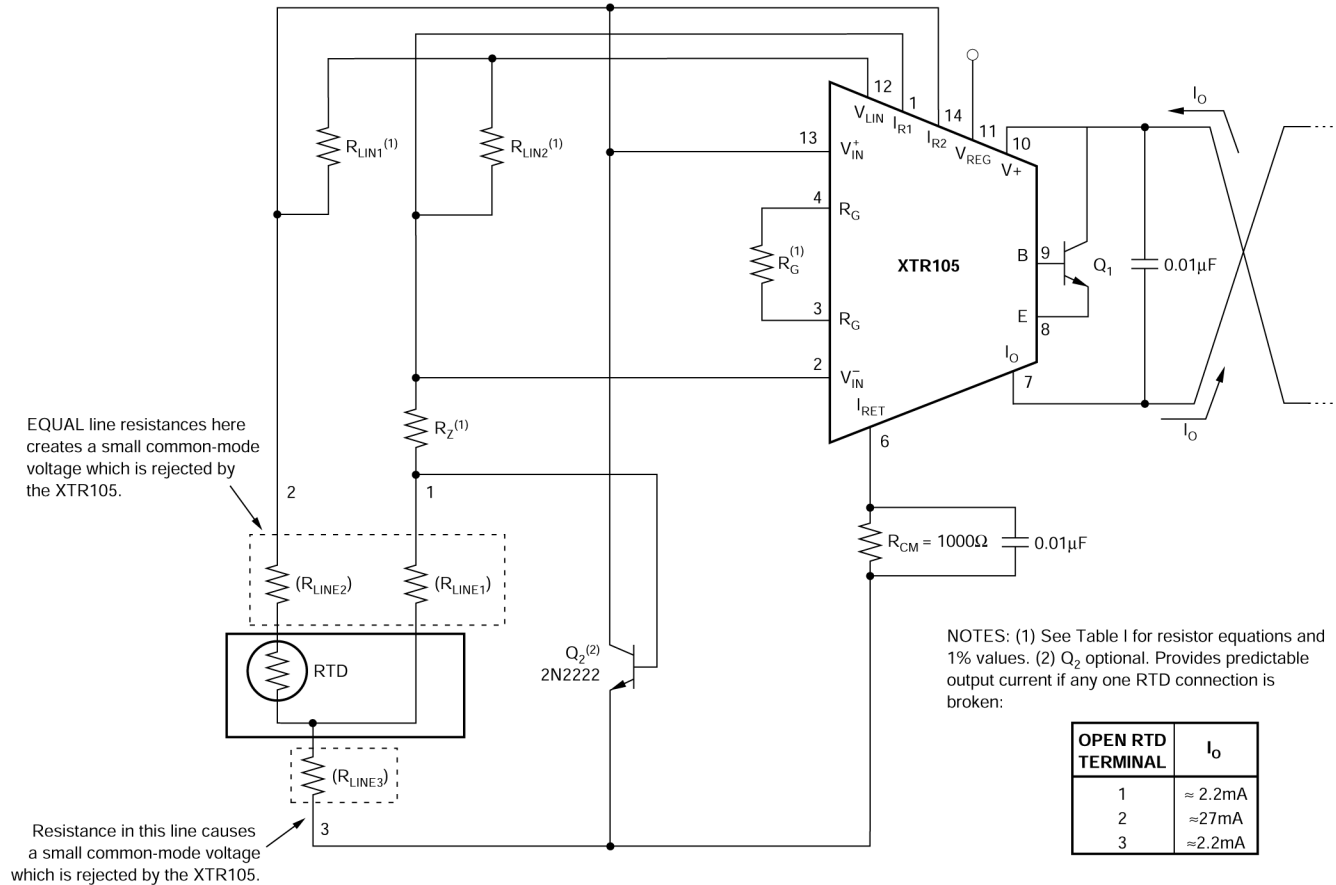 12
1
14
11
10
I_O
V_LIN
I_R1
I_R2
V_REG
V+
R_LIN1^(1)
R_LIN2^(1)
13
V_IN^+
4
R_G
R_G^(1)
XTR105
B
9
Q_1
0.01µF
3
R_G
E
8
I_O
7
2
V_IN^−
I_RET
6
I_O
EQUAL line resistances here
creates a small common-mode
voltage which is rejected by
the XTR105.
R_Z^(1)
2
1
R_CM = 1000Ω
0.01µF
(R_LINE2)
(R_LINE1)
RTD
Q_2^(2)
2N2222
(R_LINE3)
3
Resistance in this line causes
a small common-mode voltage
which is rejected by the XTR105.
NOTES: (1) See Table I for resistor equations and
1% values. (2) Q_2 optional. Provides predictable
output current if any one RTD connection is
broken:
OPEN RTD
TERMINAL
I_O
1 ≈ 2.2mA
2 ≈27mA
3 ≈2.2mA